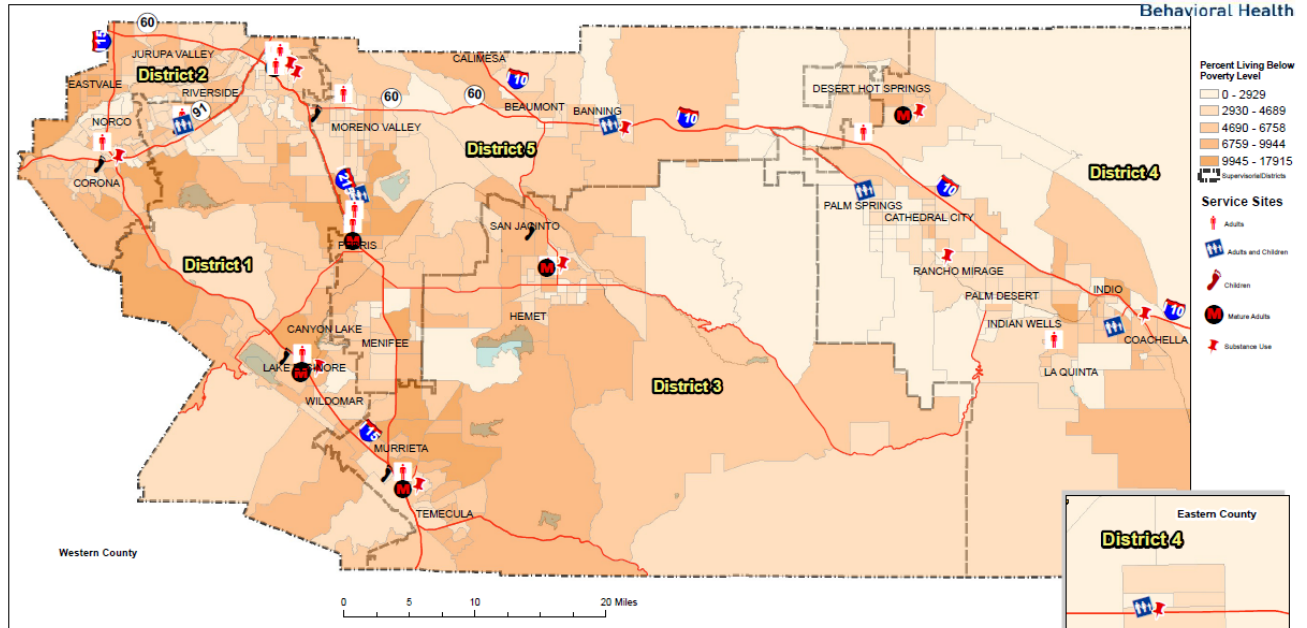 Behavioral Health
60
15
JURUPA VALLEY
District 2
EASTVALE
RIVERSIDE
91
NORCO
CORONA
CALIMESA
10
60
60
BEAUMONT
BANNING
10
MORENO VALLEY
District 5
DESERT HOT SPRINGS
M
District 4
10
PALM SPRINGS
CATHEDRAL CITY
215
SAN JACINTO
M
M
HEMET
District 1
RANCHO MIRAGE
PALM DESERT
INDIO
10
INDIAN WELLS
COACHELLA
LA QUINTA
CANYON LAKE
MENIFEE
M
WILDOMAR
District 3
15
MURRIETA
M
TEMECULA
Western County
0 5 10 20 Miles
Percent Living Below
Poverty Level
0 - 2929
2930 - 4689
4690 - 6758
6759 - 9944
9945 - 17915
SupervisorialDistricts
Service Sites
Adults
Adults and Children
Children
M
Mature Adults
Substance Use
Eastern County
District 4